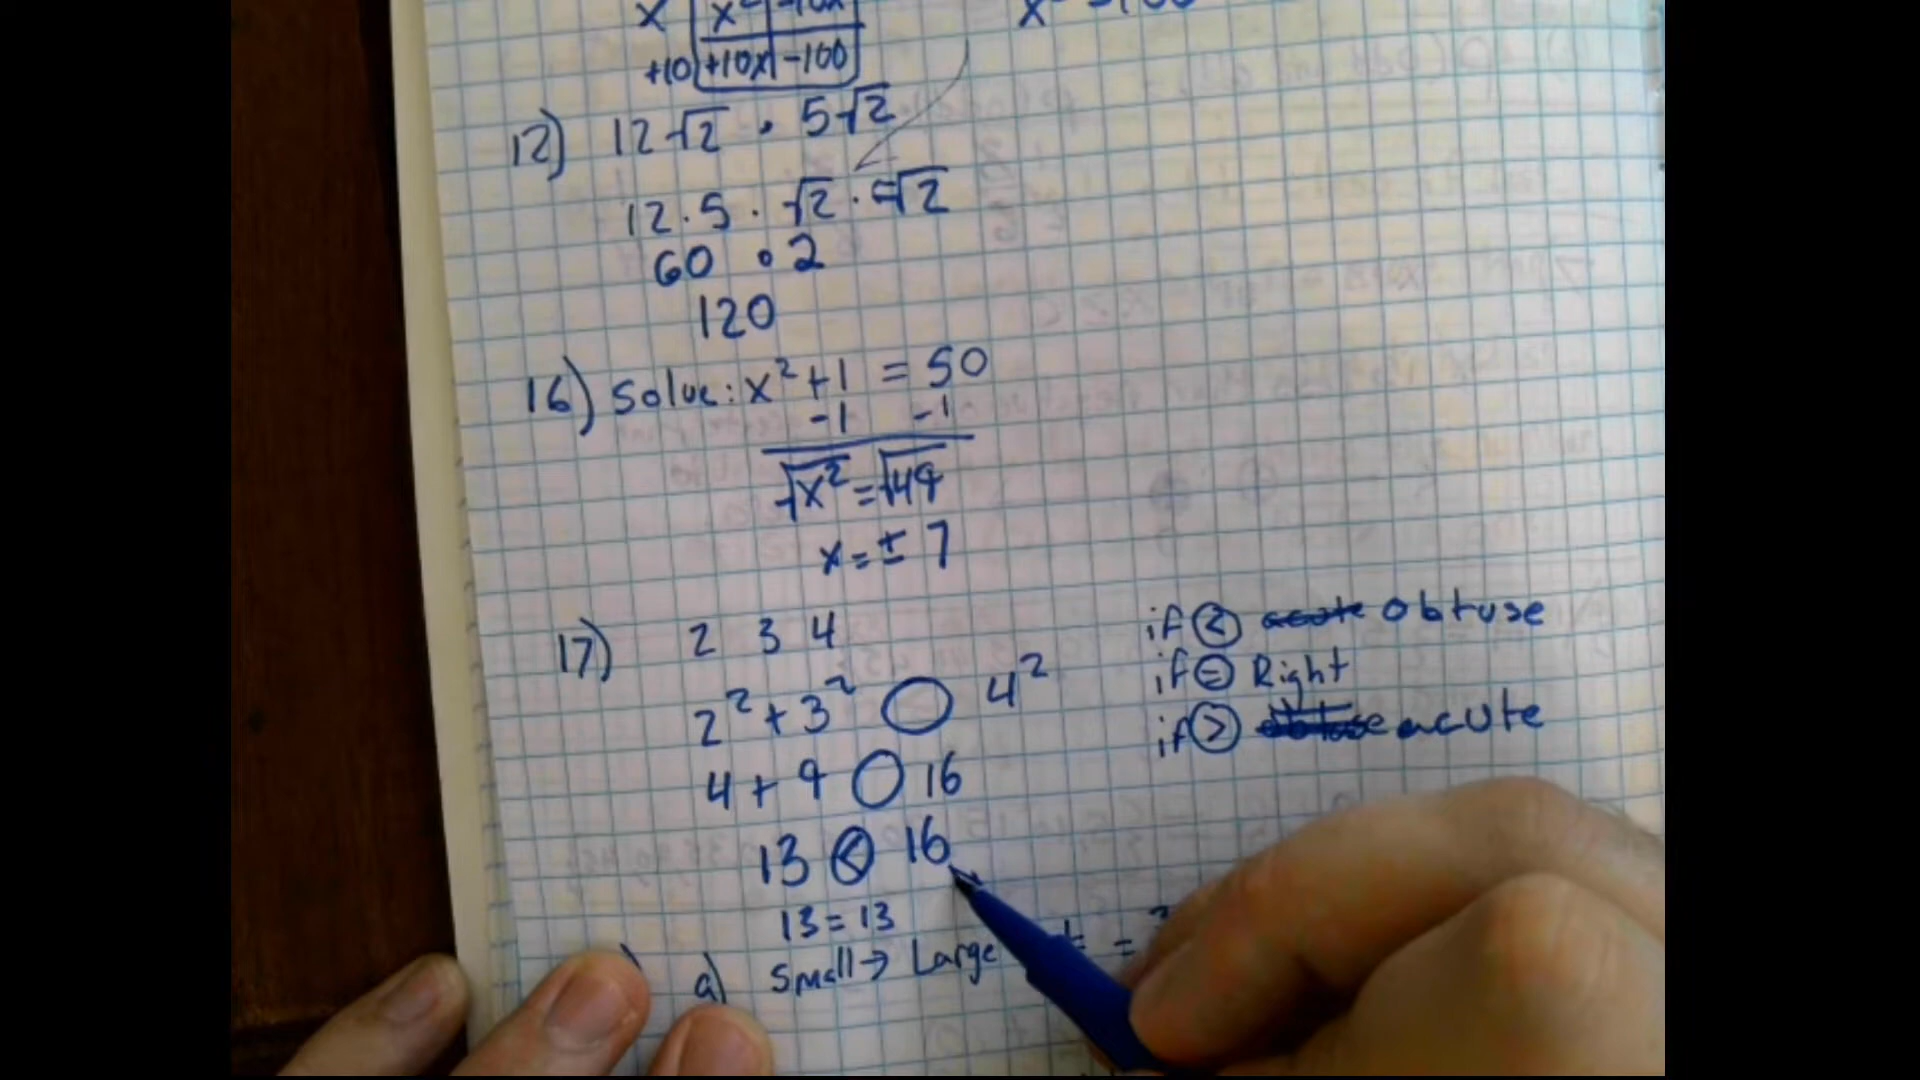 x x² -10x
+10 +10x -100
12) 12√2 · 5√2
12·5 · √2 · √2
60 · 2
120
16) Solve: x² + 1 = 50
-1 -1
√x² = √49
x = ± 7
17) 2 3 4
2² + 3² ◯ 4²
4 + 9 ◯ 16
13 < 16
13 = 13
if < acute obtuse
if = Right
if > obtuse acute
a) Small → Large